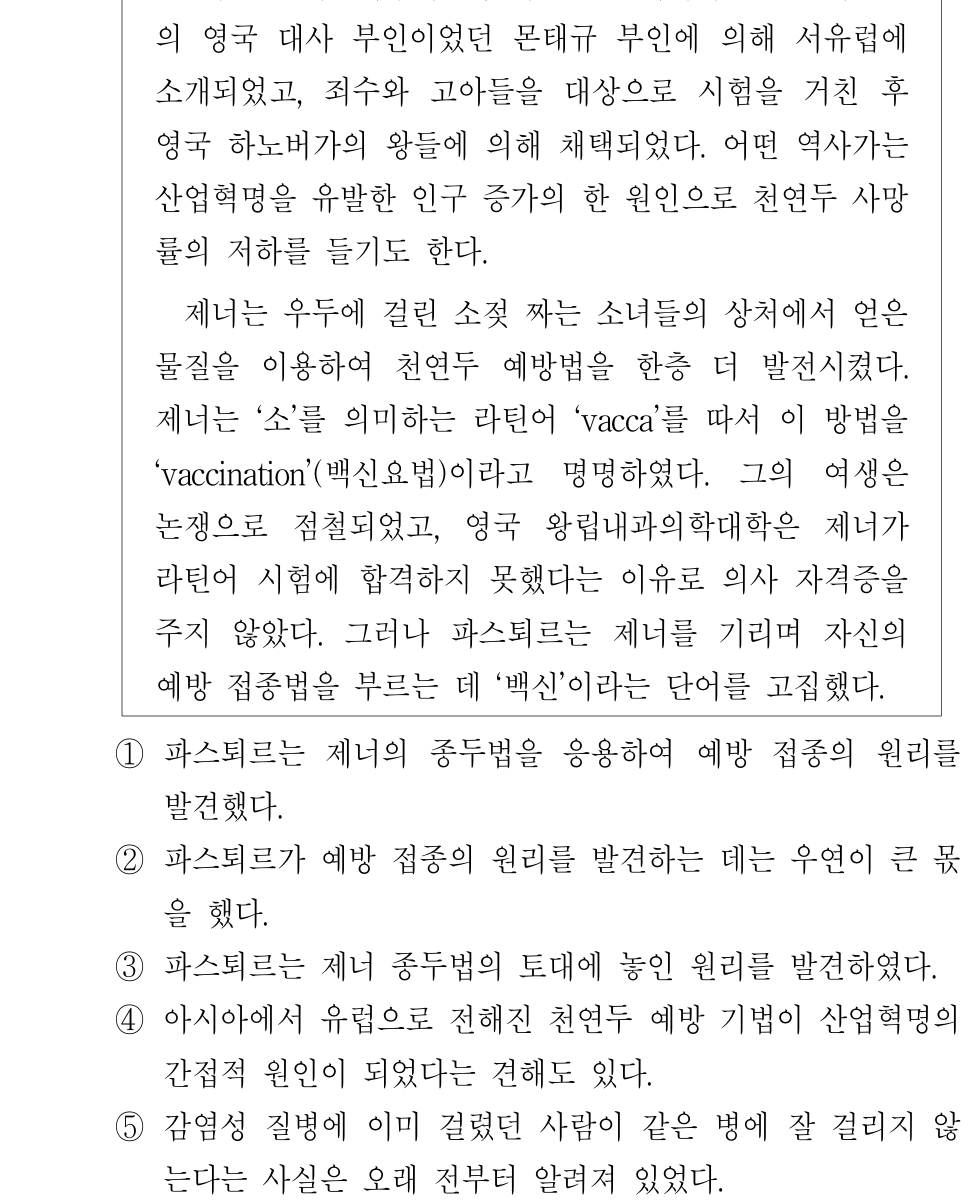 의 영국 대사 부인이었던 몬태규 부인에 의해 서유럽에
소개되었고, 죄수와 고아들을 대상으로 시험을 거친 후
영국 하노버가의 왕들에 의해 채택되었다. 어떤 역사가는
산업혁명을 유발한 인구 증가의 한 원인으로 천연두 사망
률의 저하를 들기도 한다.
제너는 우두에 걸린 소젖 짜는 소녀들의 상처에서 얻은
물질을 이용하여 천연두 예방법을 한층 더 발전시켰다.
제너는 ‘소’를 의미하는 라틴어 ‘vacca’를 따서 이 방법을
‘vaccination’(백신요법)이라고 명명하였다. 그의 여생은
논쟁으로 점철되었고, 영국 왕립내과의학대학은 제너가
라틴어 시험에 합격하지 못했다는 이유로 의사 자격증을
주지 않았다. 그러나 파스퇴르는 제너를 기리며 자신의
예방 접종법을 부르는 데 ‘백신’이라는 단어를 고집했다.
① 파스퇴르는 제너의 종두법을 응용하여 예방 접종의 원리를
발견했다.
② 파스퇴르가 예방 접종의 원리를 발견하는 데는 우연이 큰 몫
을 했다.
③ 파스퇴르는 제너 종두법의 토대에 놓인 원리를 발견하였다.
④ 아시아에서 유럽으로 전해진 천연두 예방 기법이 산업혁명의
간접적 원인이 되었다는 견해도 있다.
⑤ 감염성 질병에 이미 걸렸던 사람이 같은 병에 잘 걸리지 않
는다는 사실은 오래 전부터 알려져 있었다.